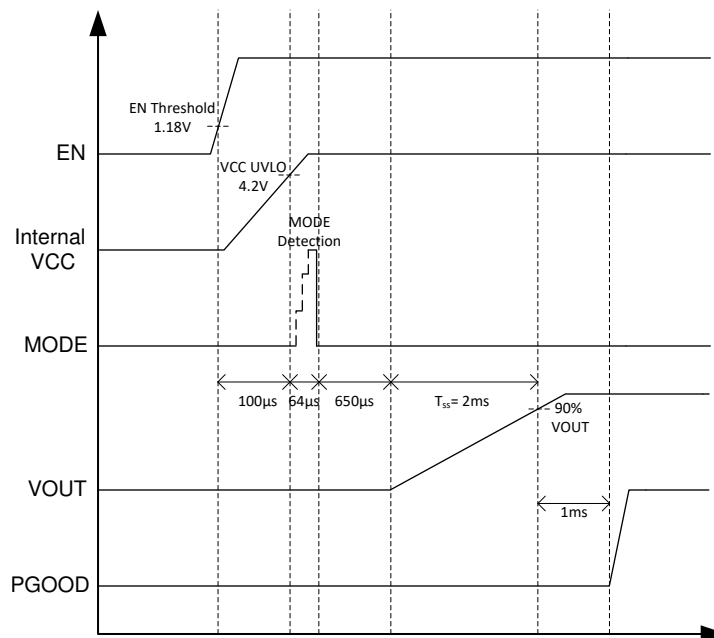 EN Threshold
1.18V
EN
VCC UVLO
4.2V
MODE
Detection
Internal
VCC
MODE
100µs
64µs
650µs
Tss= 2ms
90%
VOUT
VOUT
1ms
PGOOD